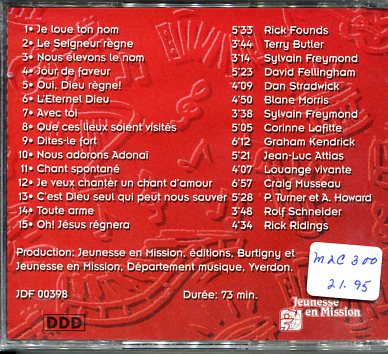 1• Je loue ton nom 5'33 Rick Founds
2• Le Seigneur règne 3'44 Terry Butler
3• Nous élevons le nom 3'14 Sylvain Freymond
4• Jour de faveur 5'23 David Fellingham
5• Oui, Dieu règne! 4'09 Dan Stradwick
6• L'Eternel Dieu 4'50 Blane Morris
7• Avec toi 3'38 Sylvain Freymond
8• Que ces lieux soient visités 5'05 Corinne Lafitte
9• Dites-le fort 6'12 Graham Kendrick
10• Nous adorons Adonaï 5'21 Jean-Luc Attias
11• Chant spontané 4'07 Louange vivante
12• Je veux chanter un chant d'amour 6'57 Craig Musseau
13• C'est Dieu seul qui peut nous sauver 5'28 P. Turner et A. Howard
14• Toute arme 3'48 Rolf Schneider
15• Oh! Jésus régnera 4'34 Rick Ridings
Production: Jeunesse en Mission, éditions, Burtigny et
Jeunesse en Mission, Département musique, Yverdon.
JDF 00398 Durée: 73 min.
MLC 300
21.95
DDD
Jeunesse
en Mission